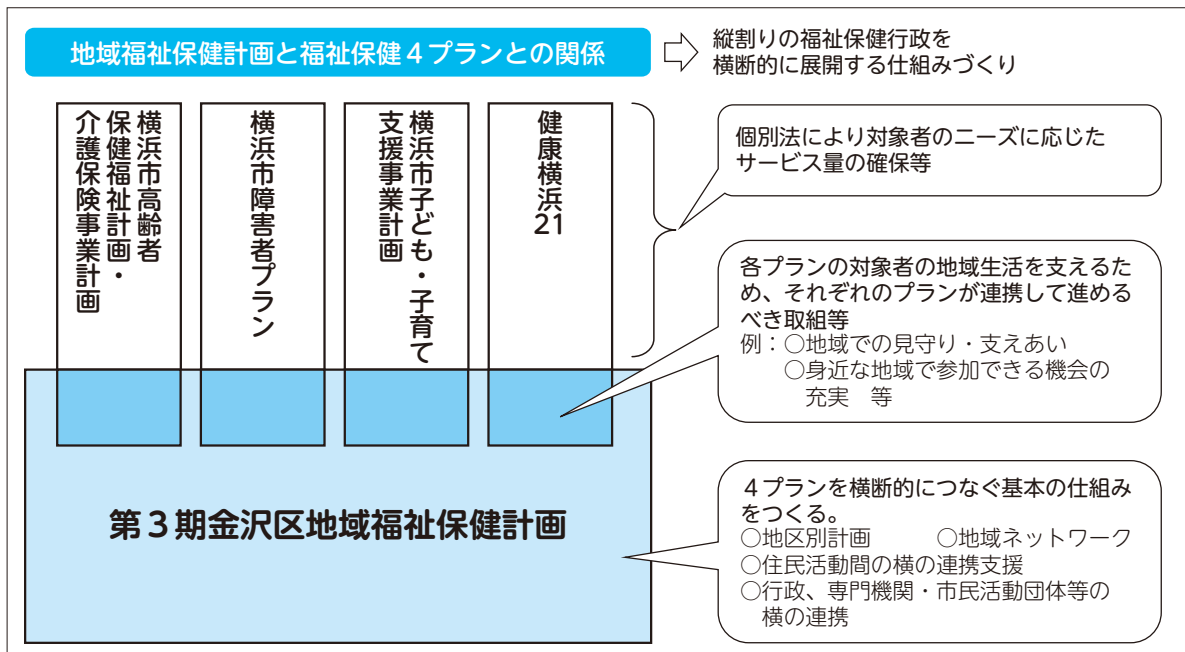 地域福祉保健計画と福祉保健４プランとの関係
縦割りの福祉保健行政を
横断的に展開する仕組みづくり
横浜市高齢者
保健福祉計画・
介護保険事業計画
横浜市障害者プラン
横浜市子ども・子育て
支援事業計画
健康横浜21
個別法により対象者のニーズに応じた
サービス量の確保等
各プランの対象者の地域生活を支えるた
め、それぞれのプランが連携して進める
べき取組等
例：○地域での見守り・支えあい
○身近な地域で参加できる機会の
充実　等
第３期金沢区地域福祉保健計画
４プランを横断的につなぐ基本の仕組み
をつくる。
○地区別計画　　○地域ネットワーク
○住民活動間の横の連携支援
○行政、専門機関・市民活動団体等の
横の連携